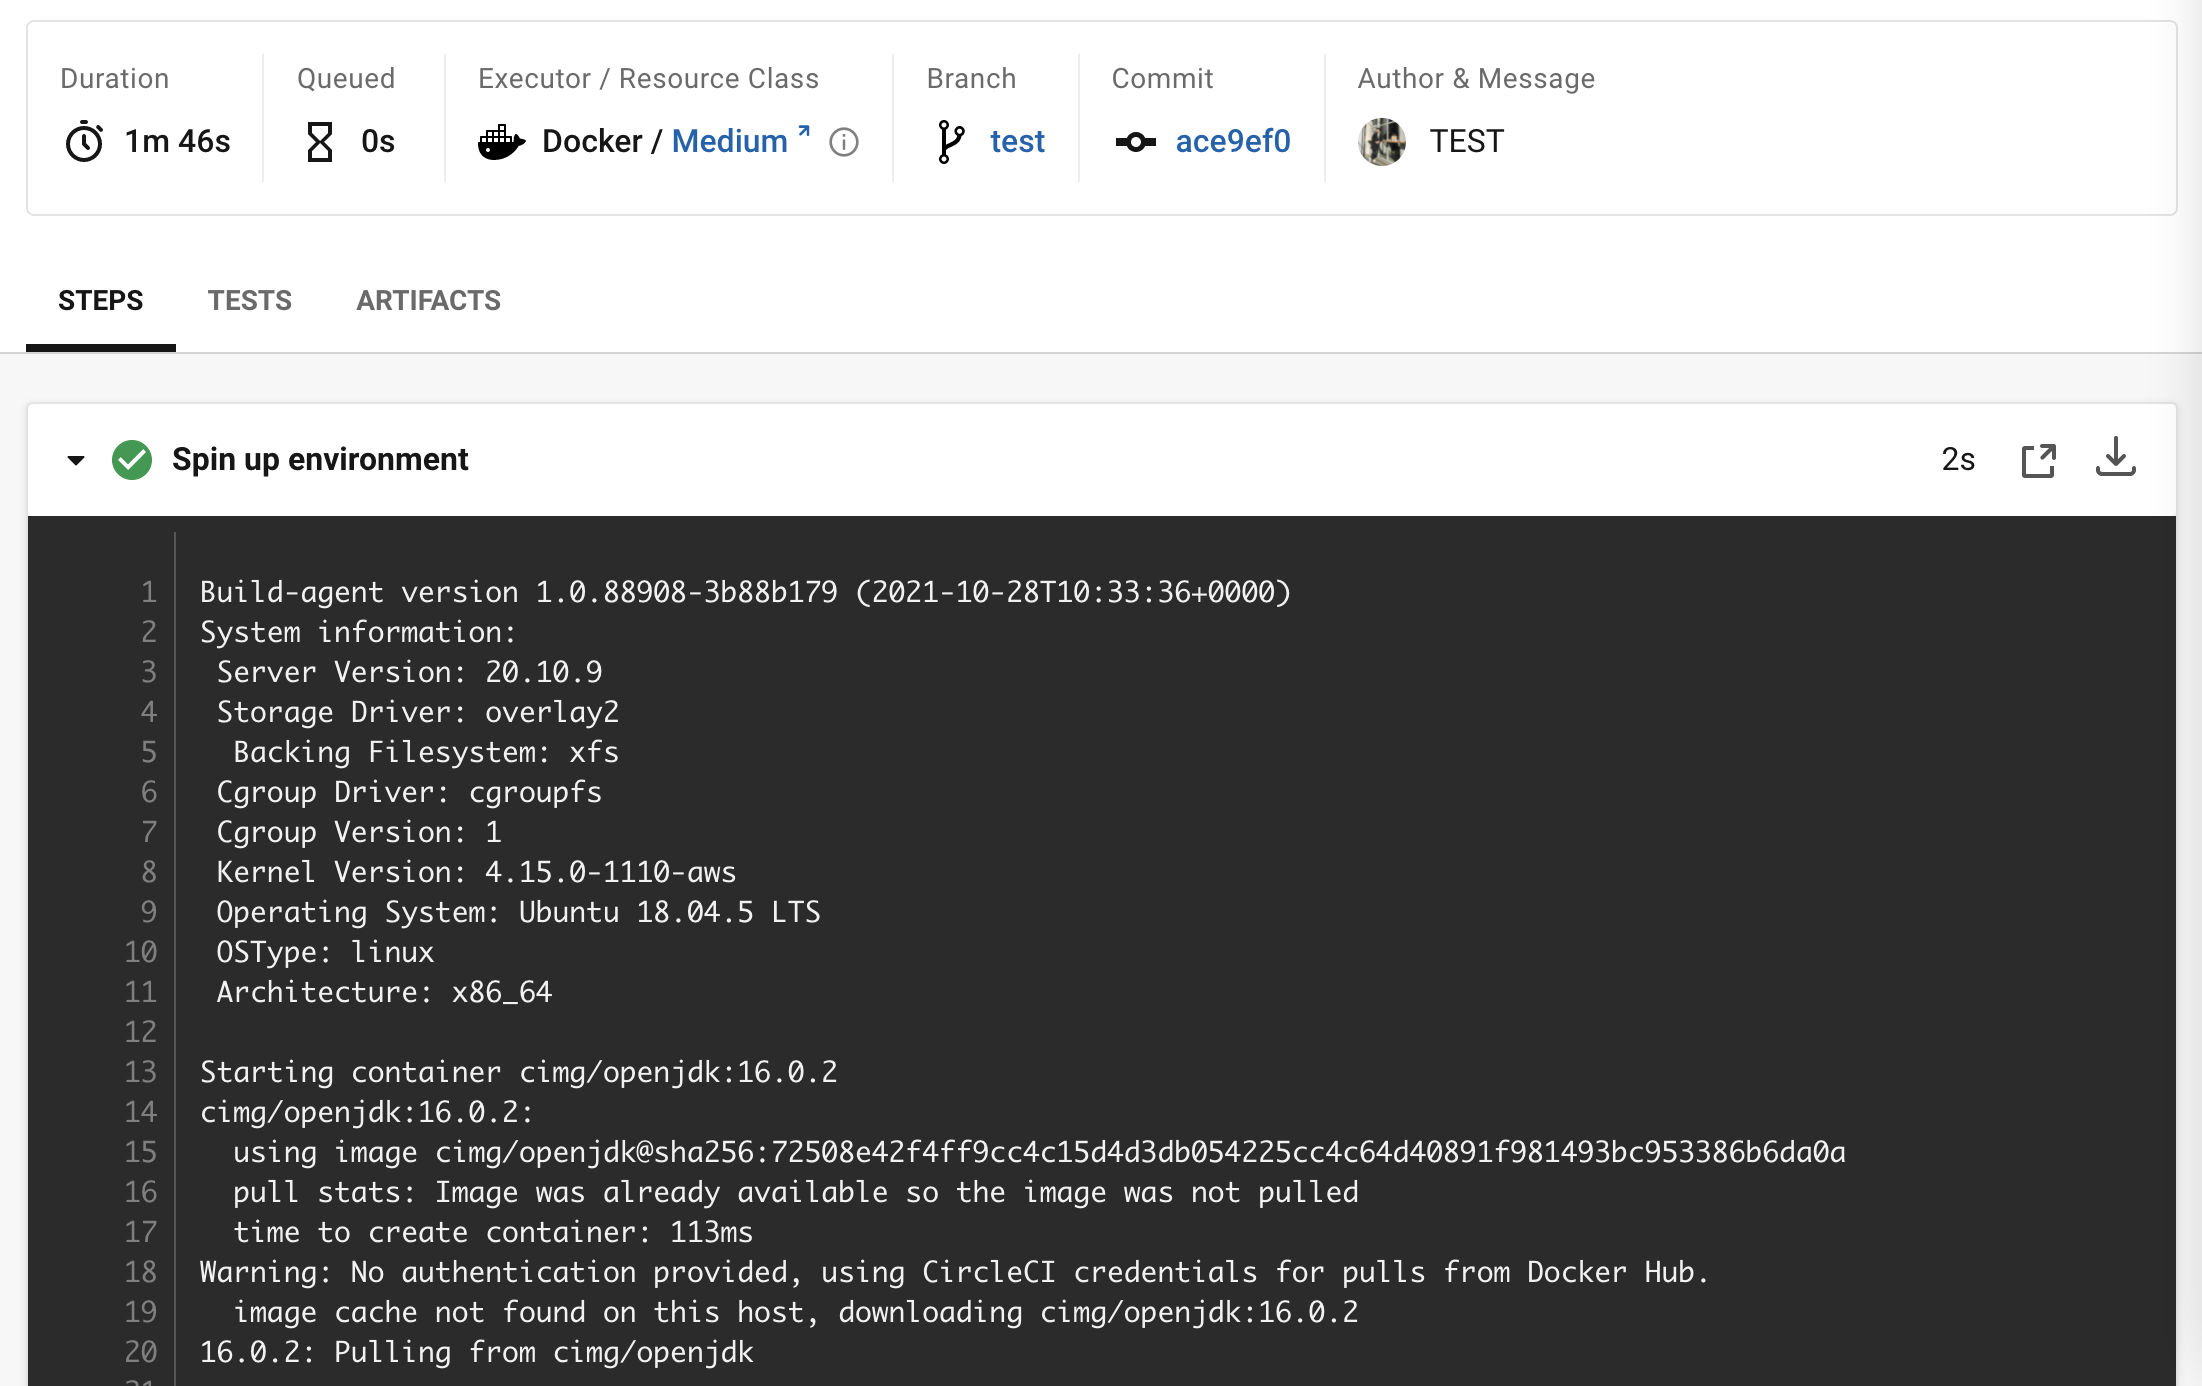 Duration Queued Executor / Resource Class Branch Commit Author & Message
1m 46s 0s Docker / Medium test ace9ef0 TEST
STEPS TESTS ARTIFACTS
Spin up environment 2s
1 Build-agent version 1.0.88908-3b88b179 (2021-10-28T10:33:36+0000)
2 System information:
3 Server Version: 20.10.9
4 Storage Driver: overlay2
5 Backing Filesystem: xfs
6 Cgroup Driver: cgroupfs
7 Cgroup Version: 1
8 Kernel Version: 4.15.0-1110-aws
9 Operating System: Ubuntu 18.04.5 LTS
10 OSType: linux
11 Architecture: x86_64
12
13 Starting container cimg/openjdk:16.0.2
14 cimg/openjdk:16.0.2:
15 using image cimg/openjdk@sha256:72508e42f4ff9cc4c15d4d3db054225cc4c64d40891f981493bc953386b6da0a
16 pull stats: Image was already available so the image was not pulled
17 time to create container: 113ms
18 Warning: No authentication provided, using CircleCI credentials for pulls from Docker Hub.
19 image cache not found on this host, downloading cimg/openjdk:16.0.2
20 16.0.2: Pulling from cimg/openjdk